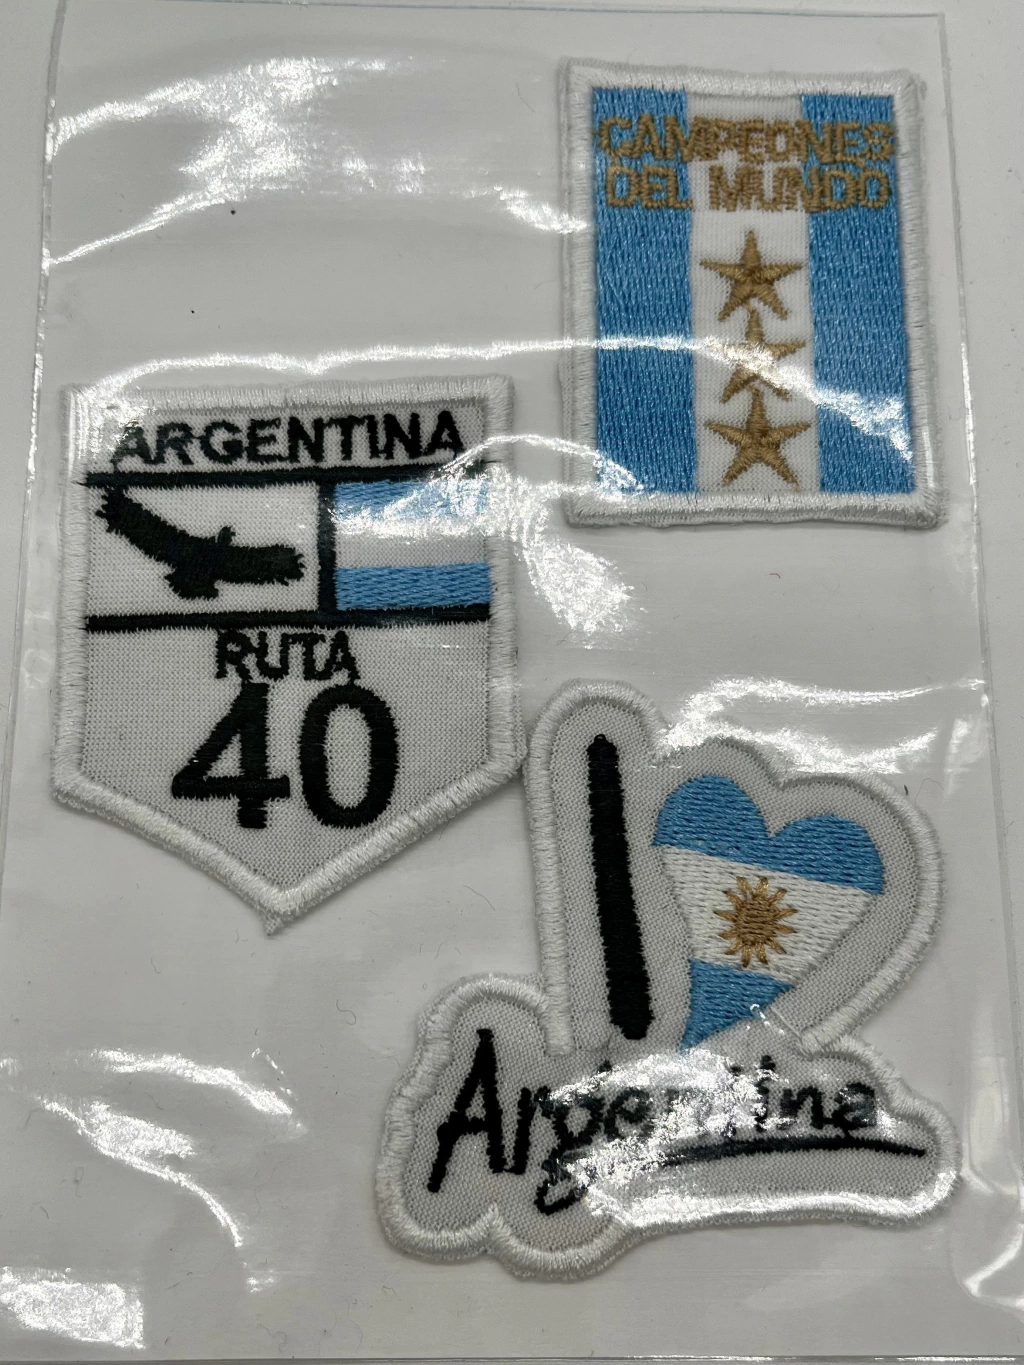 CAMPEONES
DEL MUNDO
ARGENTINA
RUTA
40
I
Argentina